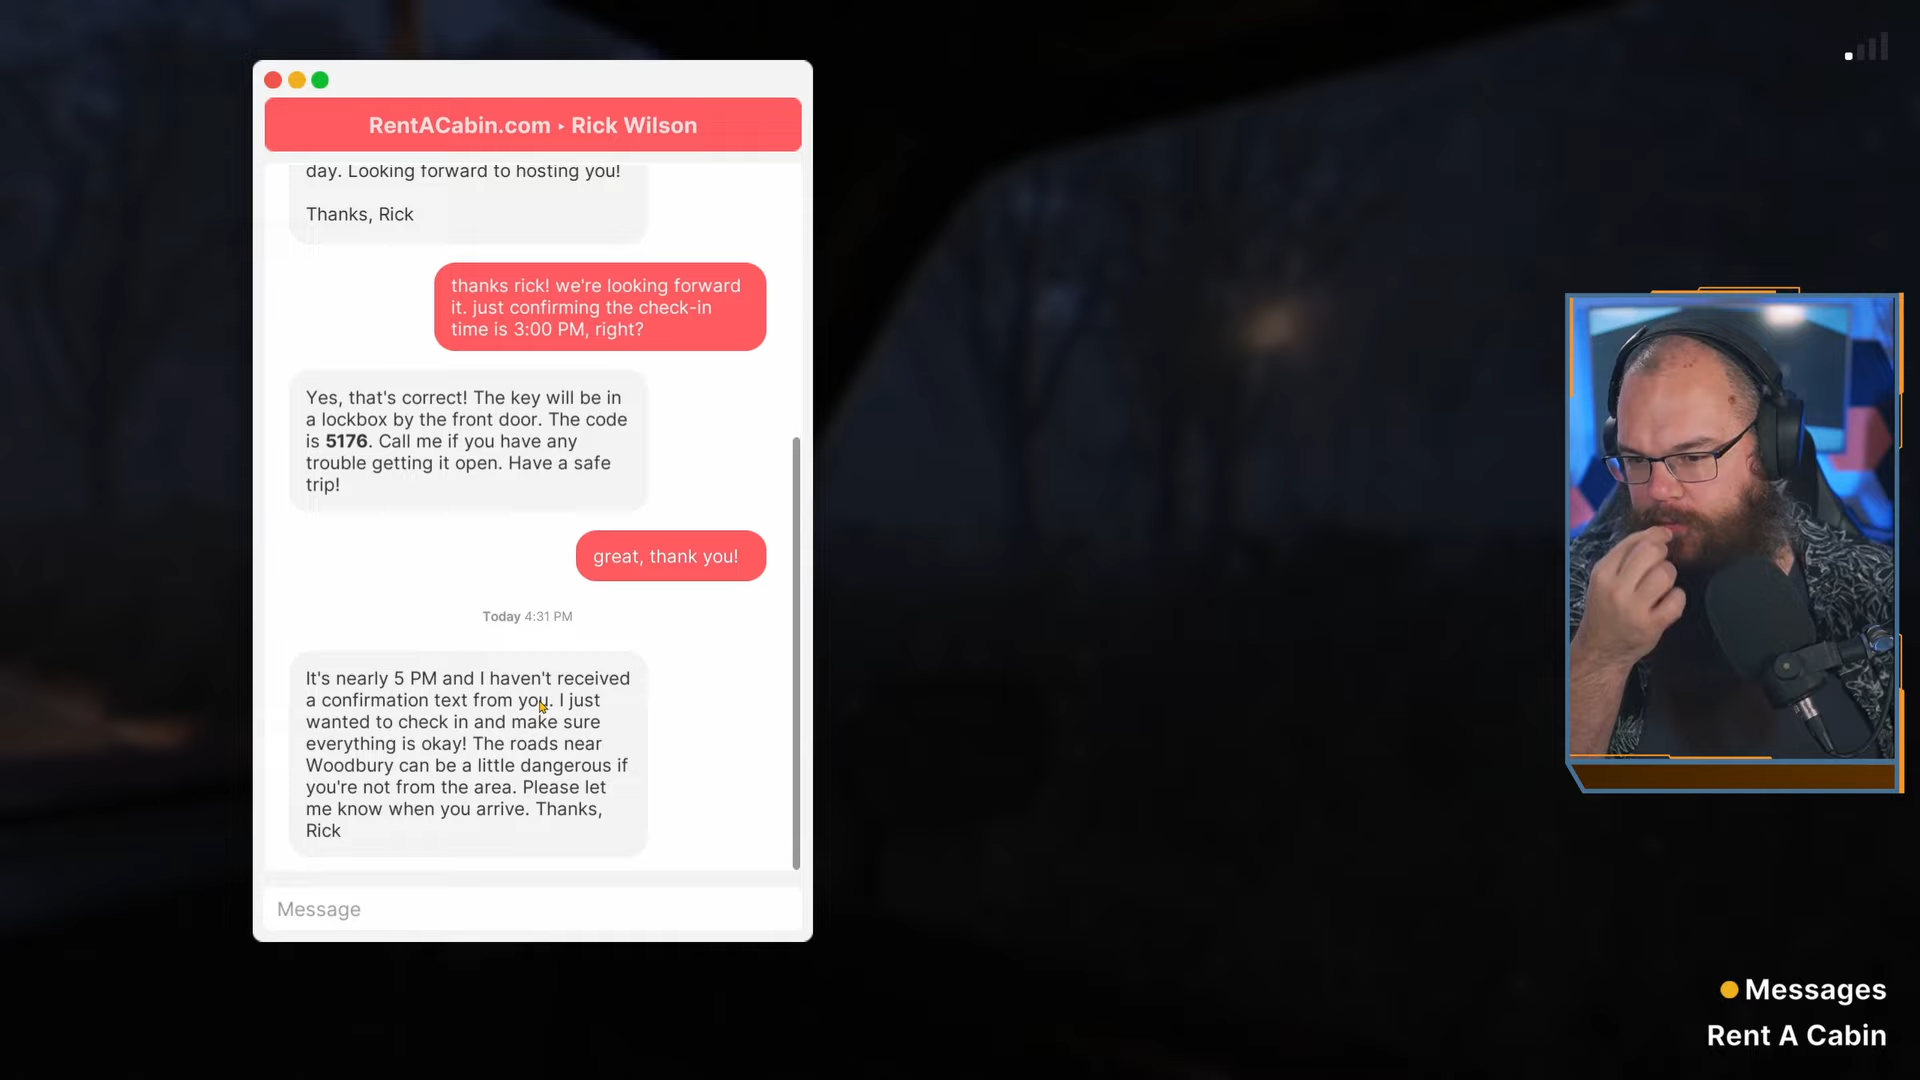 RentACabin.com ‣ Rick Wilson
day. Looking forward to hosting you!
Thanks, Rick
thanks rick! we're looking forward
it. just confirming the check-in
time is 3:00 PM, right?
Yes, that's correct! The key will be in
a lockbox by the front door. The code
is 5176. Call me if you have any
trouble getting it open. Have a safe
trip!
great, thank you!
Today 4:31 PM
It's nearly 5 PM and I haven't received
a confirmation text from you. I just
wanted to check in and make sure
everything is okay! The roads near
Woodbury can be a little dangerous if
you're not from the area. Please let
me know when you arrive. Thanks,
Rick
Message
Messages
Rent A Cabin